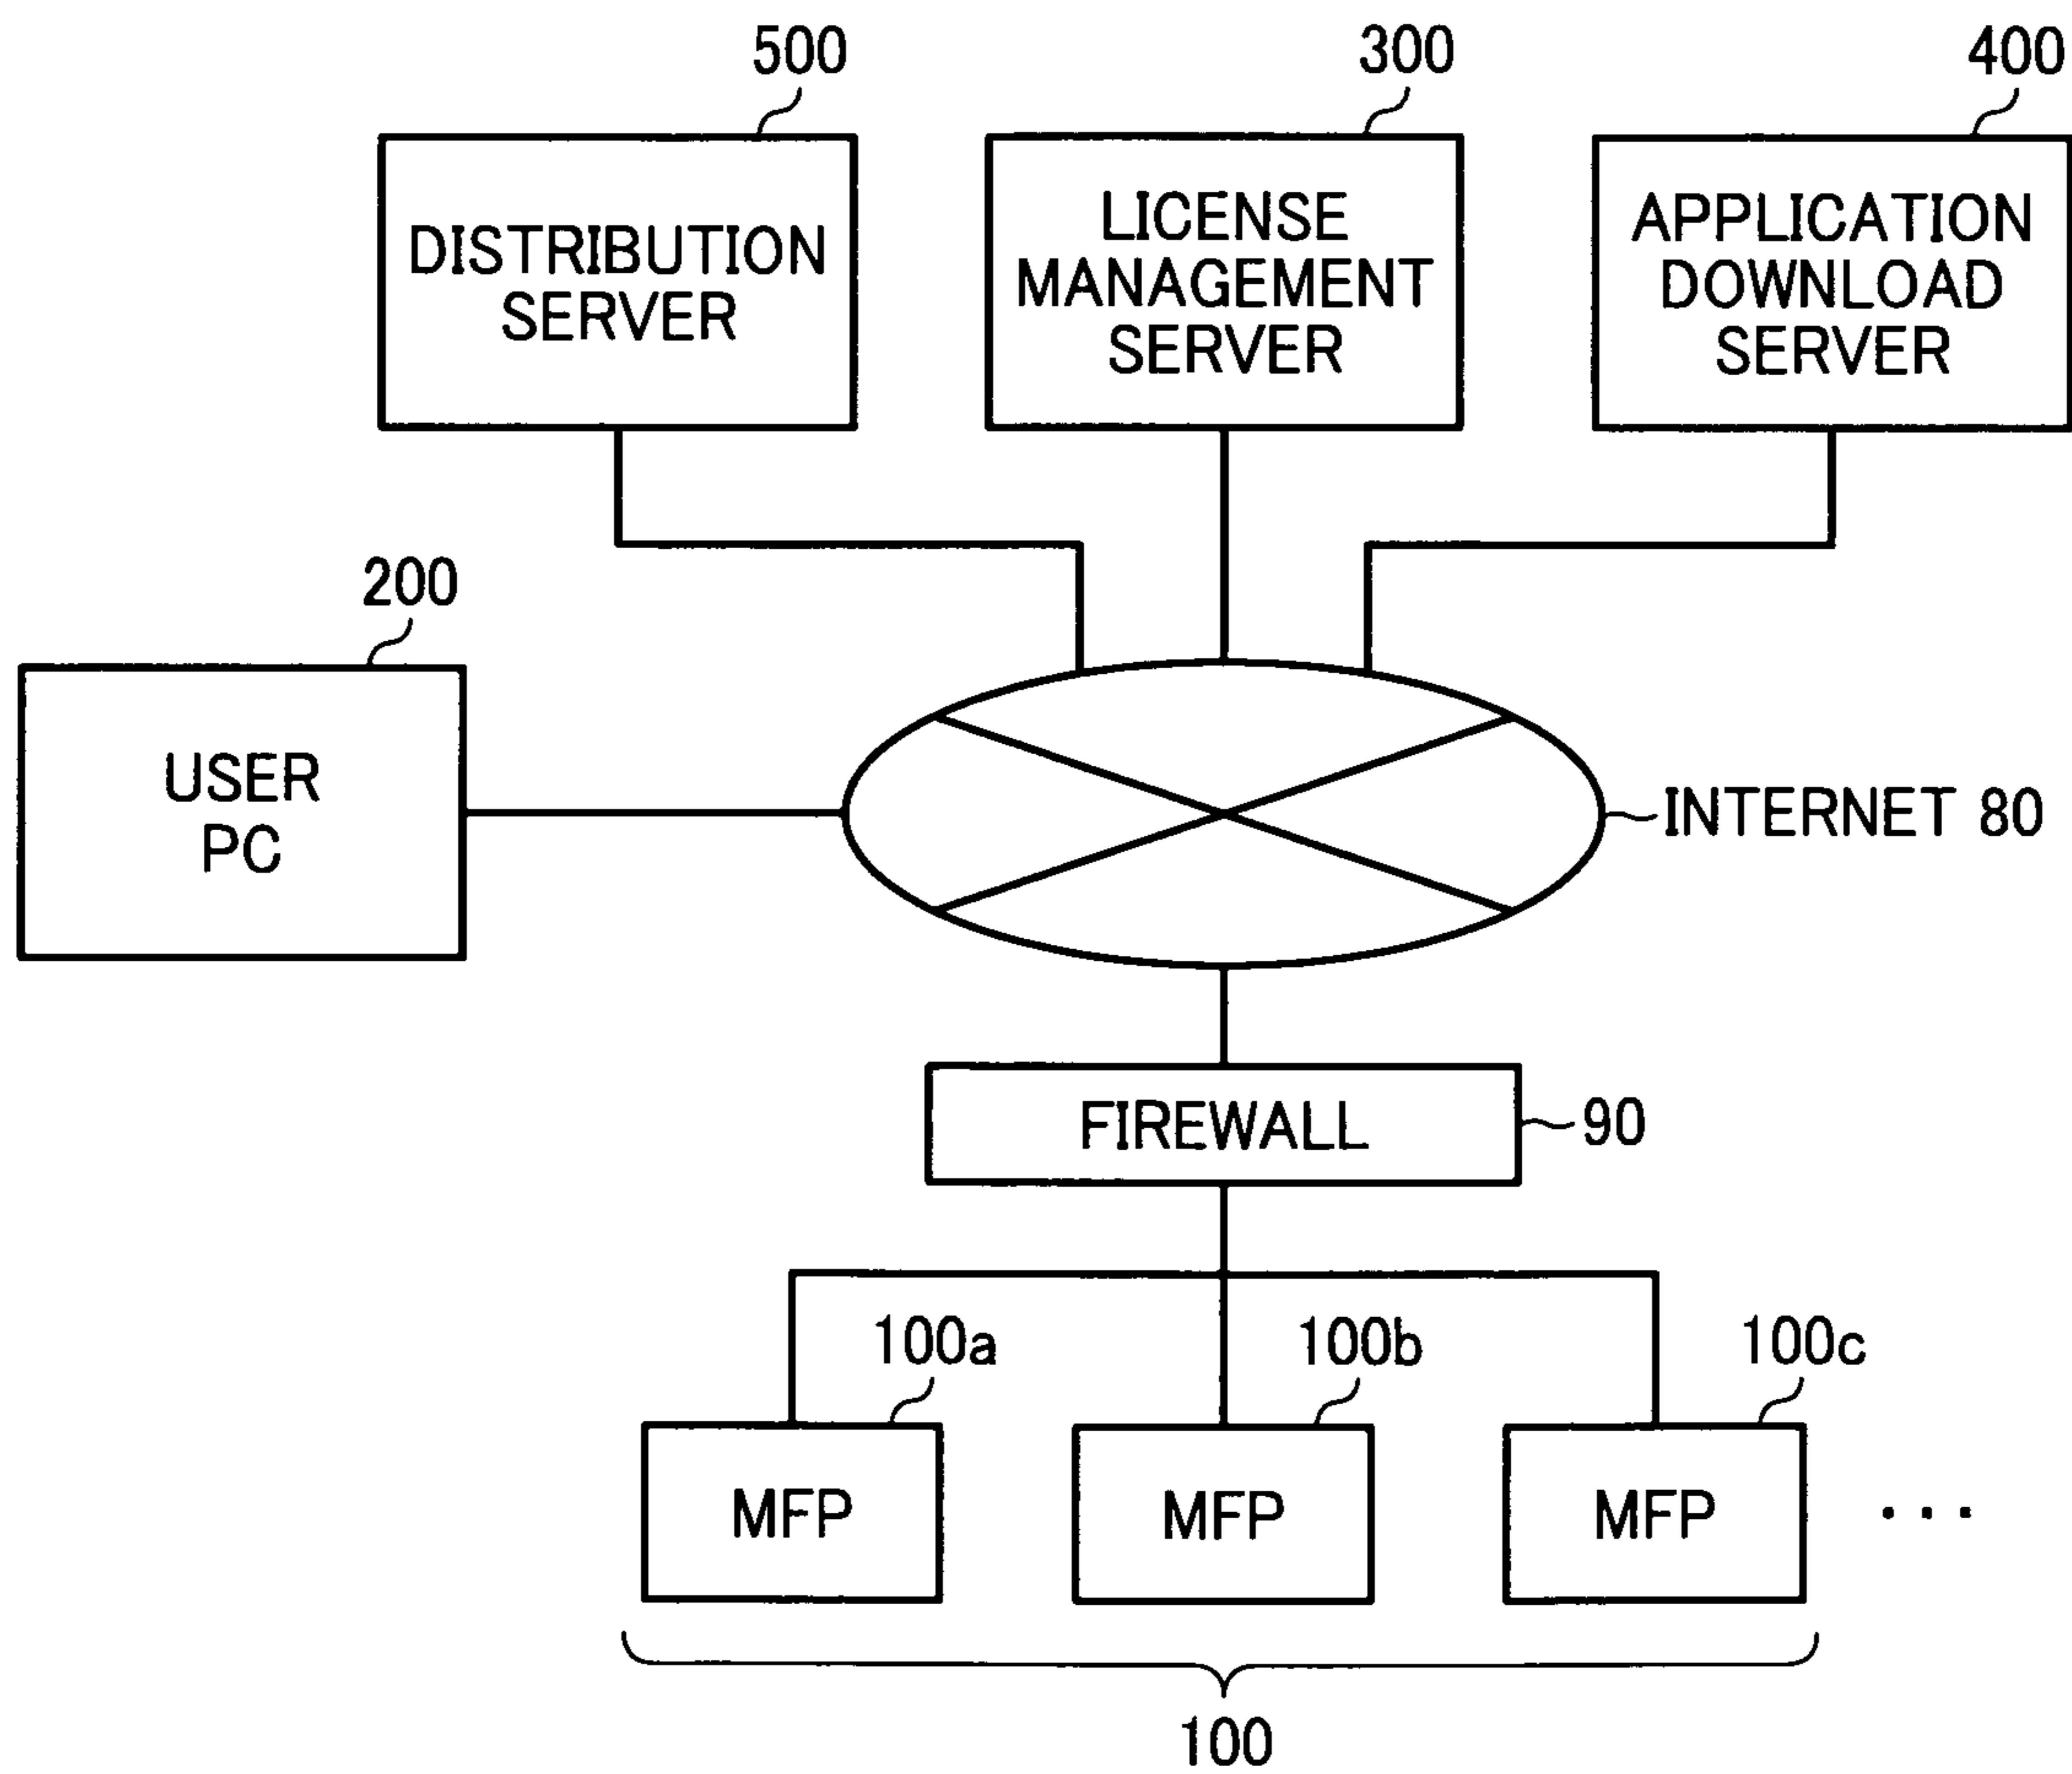 500
300
400
DISTRIBUTION
SERVER
LICENSE
MANAGEMENT
SERVER
APPLICATION
DOWNLOAD
SERVER
200
USER
PC
INTERNET 80
FIREWALL
90
100a
100b
100c
MFP
MFP
MFP
...
100